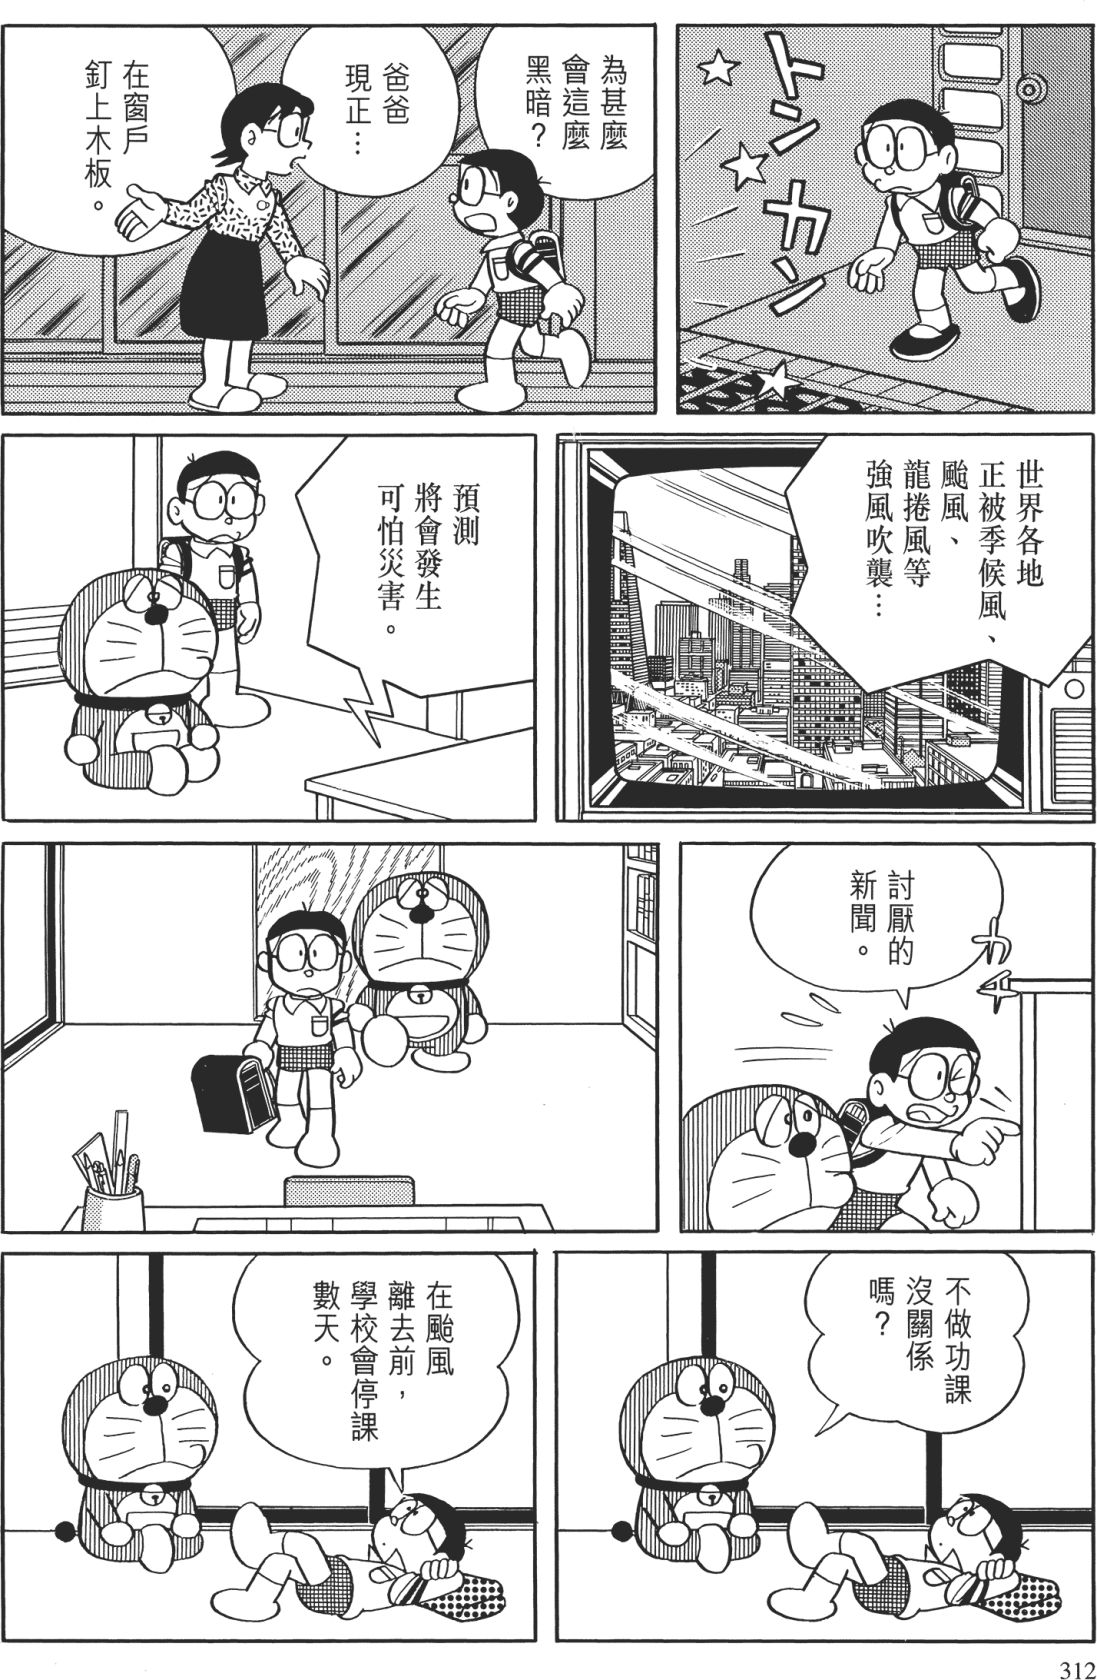 トンカン
為甚麼
會這麼
黑暗？
爸爸
現正…
在窗戶
釘上木板。
世界各地
正被季候風、
颱風、
龍捲風等
強風吹襲…
預測
將會發生
可怕災害。
討厭的
新聞。
カチ
不做功課
沒關係
嗎？
在颱風
離去前，
學校會停課
數天。
312